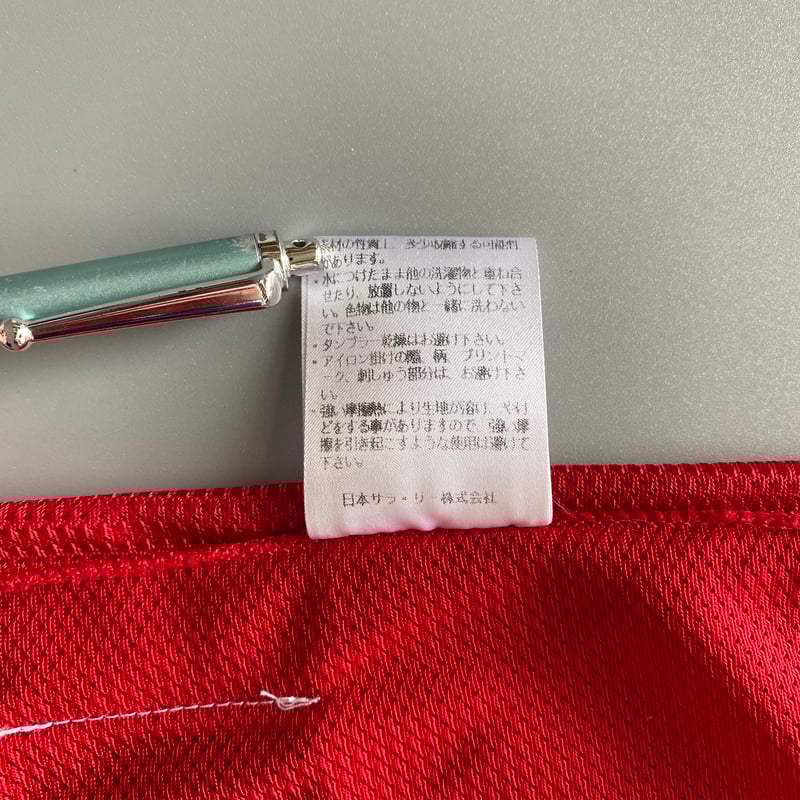 素材の性質上、多少収縮する可能性
があります。
・水につけたまま他の洗濯物と重ね合
せたり、放置しないようにして下さ
い。色物は他の物と一緒に洗わない
で下さい。
・タンブラー乾燥はお避け下さい。
・アイロン掛けの際、柄、プリントマ
ーク、刺しゅう部分は、お避け下さ
い。
・強い摩擦熱により生地が溶け、やけ
どをする事がありますので、強い摩
擦を引き起こすような使用は避けて
下さい。
日本サラ・リー株式会社